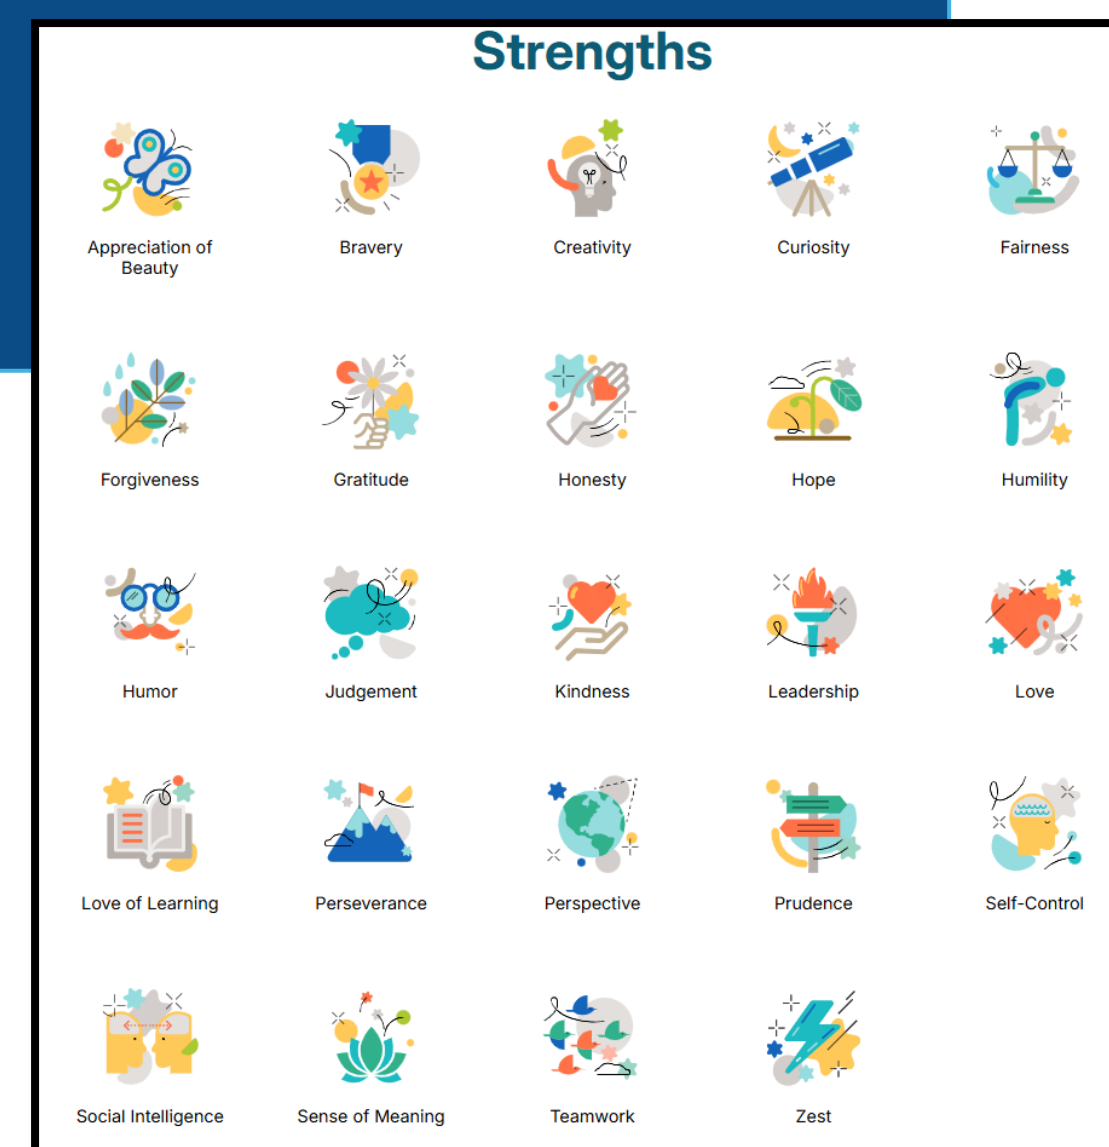 Strengths
Appreciation of
Beauty
Bravery
Creativity
Curiosity
Fairness
Forgiveness
Gratitude
Honesty
Hope
Humility
Humor
Judgement
Kindness
Leadership
Love
Love of Learning
Perseverance
Perspective
Prudence
Self-Control
Social Intelligence
Sense of Meaning
Teamwork
Zest